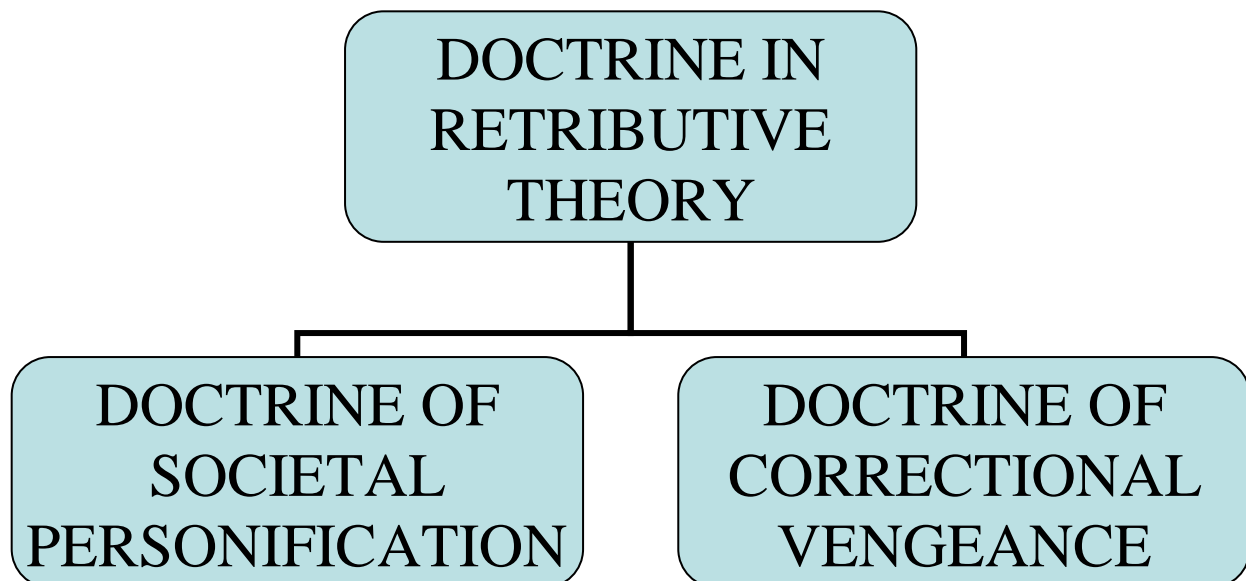 DOCTRINE IN
RETRIBUTIVE
THEORY
DOCTRINE OF
SOCIETAL
PERSONIFICATION
DOCTRINE OF
CORRECTIONAL
VENGEANCE